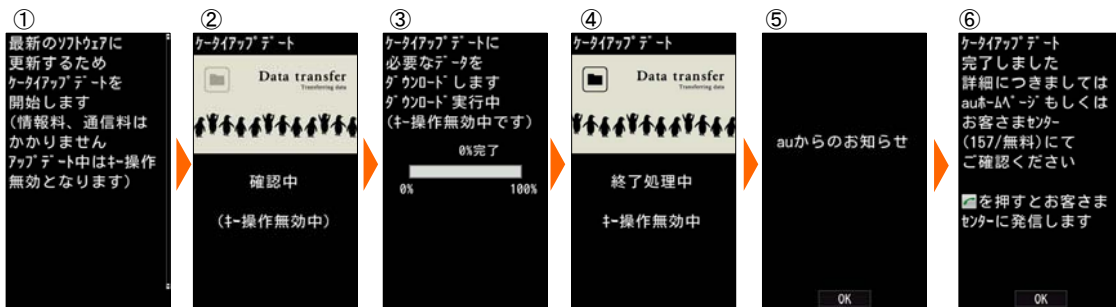 ①
最新のｿﾌﾄｳｪｱに
更新するため
ｹｰﾀｲｱｯﾌﾟﾃﾞｰﾄを
開始します
(情報料、通信料は
かかりません
ｱｯﾌﾟﾃﾞｰﾄ中はｷｰ操作
無効となります)
②
ｹｰﾀｲｱｯﾌﾟﾃﾞｰﾄ
Data transfer
Transferring data
確認中
(ｷｰ操作無効中)
③
ｹｰﾀｲｱｯﾌﾟﾃﾞｰﾄに
必要なﾃﾞｰﾀを
ﾀﾞｳﾝﾛｰﾄﾞします
ﾀﾞｳﾝﾛｰﾄﾞ実行中
(ｷｰ操作無効中です)
0%完了
0% 100%
④
ｹｰﾀｲｱｯﾌﾟﾃﾞｰﾄ
Data transfer
Transferring data
終了処理中
ｷｰ操作無効中
⑤
auからのお知らせ
OK
⑥
ｹｰﾀｲｱｯﾌﾟﾃﾞｰﾄ
完了しました
詳細につきましては
auﾎｰﾑﾍﾟｰｼﾞもしくは
お客さまｾﾝﾀｰ
(157/無料)にて
ご確認ください
を押すとお客さま
ｾﾝﾀｰに発信します
OK